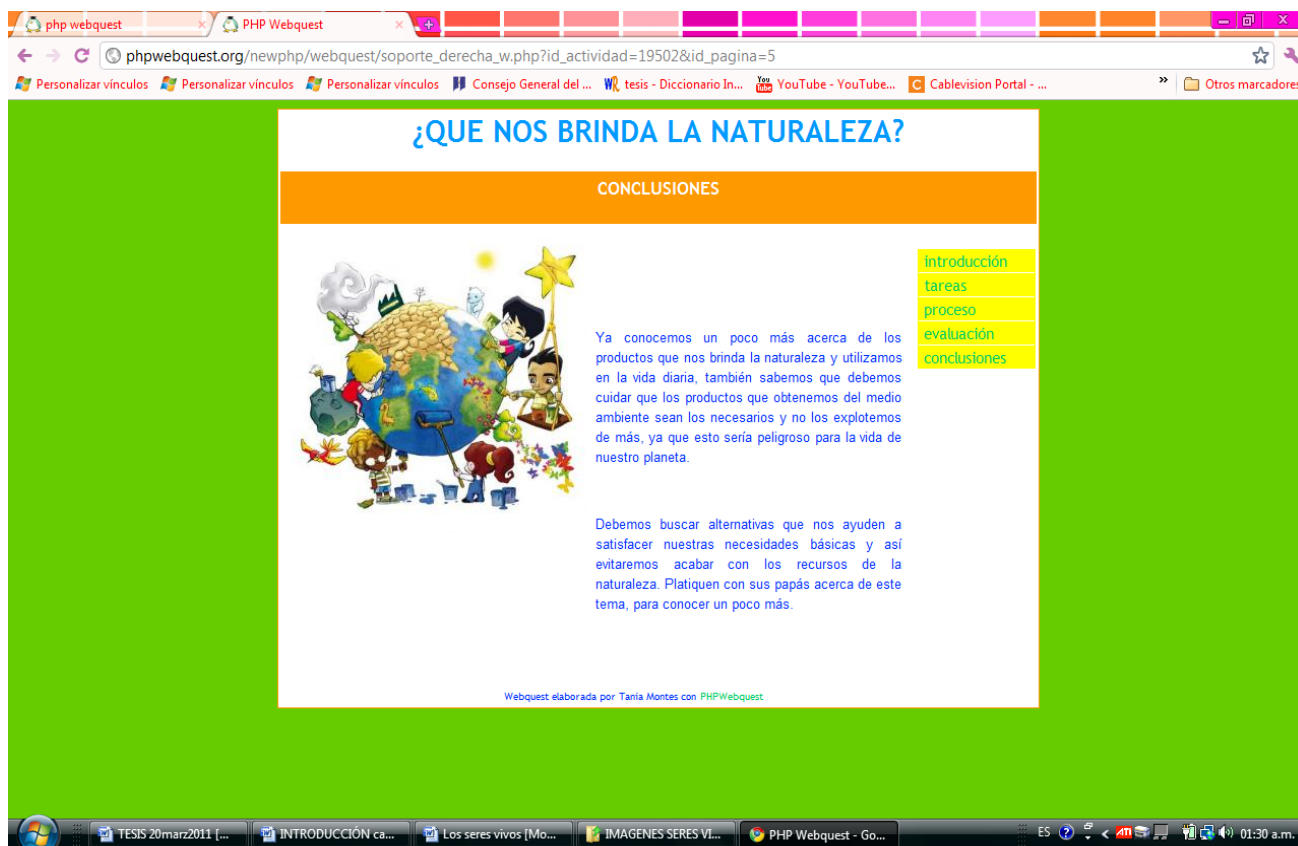 php webquest
PHP Webquest
phpwebquest.org/newphp/webquest/soporte_derecha_w.php?id_actividad=19502&id_pagina=5
Personalizar vínculos
Personalizar vínculos
Personalizar vínculos
Consejo General del ...
tesis - Diccionario In...
YouTube - YouTube...
Cablevision Portal - ...
»
Otros marcadores
¿QUE NOS BRINDA LA NATURALEZA?
CONCLUSIONES
introducción
tareas
proceso
evaluación
conclusiones
Ya conocemos un poco más acerca de los
productos que nos brinda la naturaleza y utilizamos
en la vida diaria, también sabemos que debemos
cuidar que los productos que obtenemos del medio
ambiente sean los necesarios y no los explotemos
de más, ya que esto sería peligroso para la vida de
nuestro planeta.
Debemos buscar alternativas que nos ayuden a
satisfacer nuestras necesidades básicas y así
evitaremos acabar con los recursos de la
naturaleza. Platiquen con sus papás acerca de este
tema, para conocer un poco más.
Webquest elaborada por Tania Montes con PHPWebquest
TESIS 20marz2011 [...
INTRODUCCIÓN ca...
Los seres vivos [Mo...
IMAGENES SERES VI...
PHP Webquest - Go...
ES
ATI
01:30 a.m.